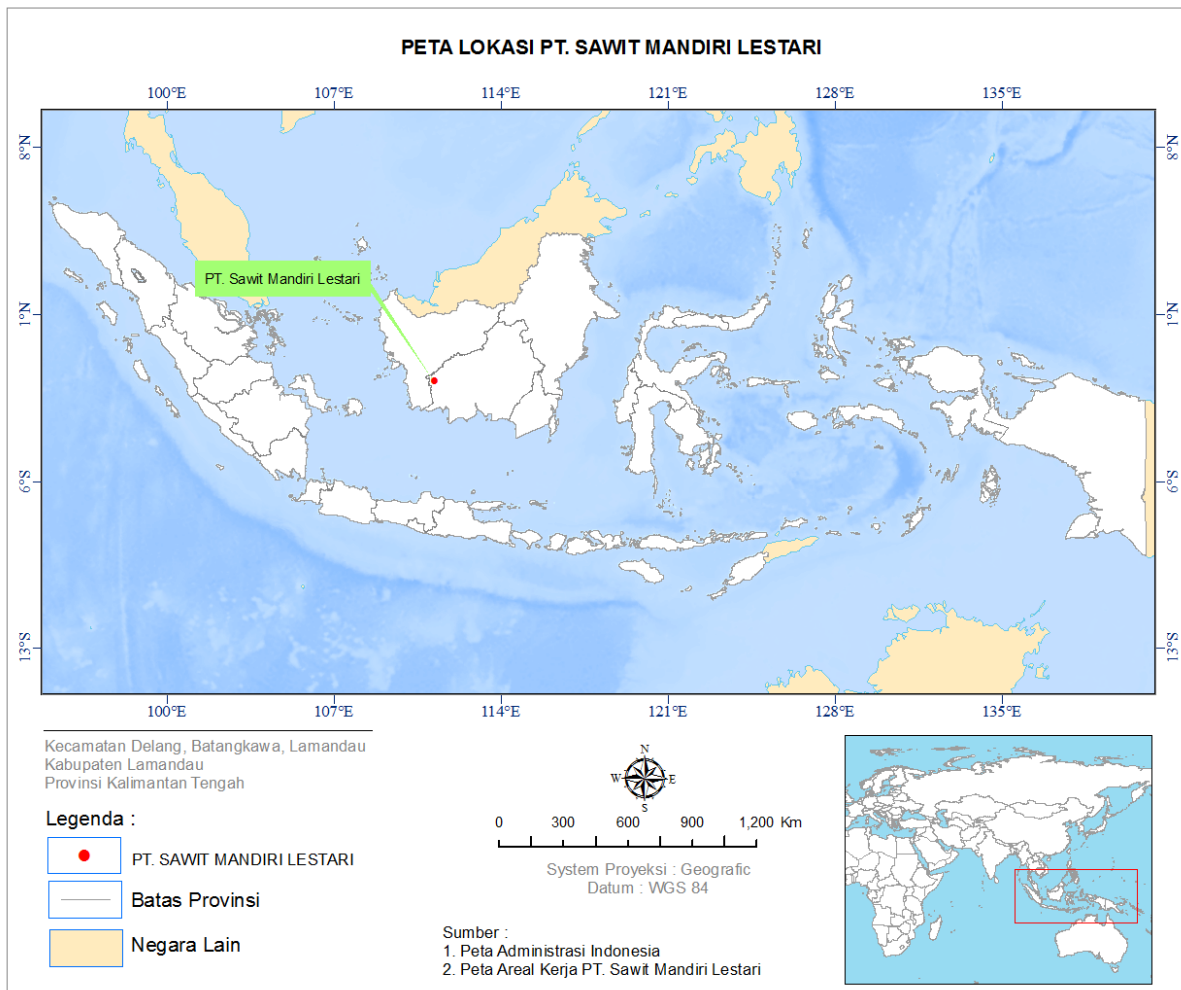 PETA LOKASI PT. SAWIT MANDIRI LESTARI
100°E 107°E 114°E 121°E 128°E 135°E
8°N 8°N
PT. Sawit Mandiri Lestari
1°N 1°N
6°S 6°S
13°S 13°S
100°E 107°E 114°E 121°E 128°E 135°E
Kecamatan Delang, Batangkawa, Lamandau
Kabupaten Lamandau
Provinsi Kalimantan Tengah
Legenda :
PT. SAWIT MANDIRI LESTARI
Batas Provinsi
Negara Lain
N
W E
S
0 300 600 900 1,200 Km
System Proyeksi : Geografic
Datum : WGS 84
Sumber :
1. Peta Administrasi Indonesia
2. Peta Areal Kerja PT. Sawit Mandiri Lestari